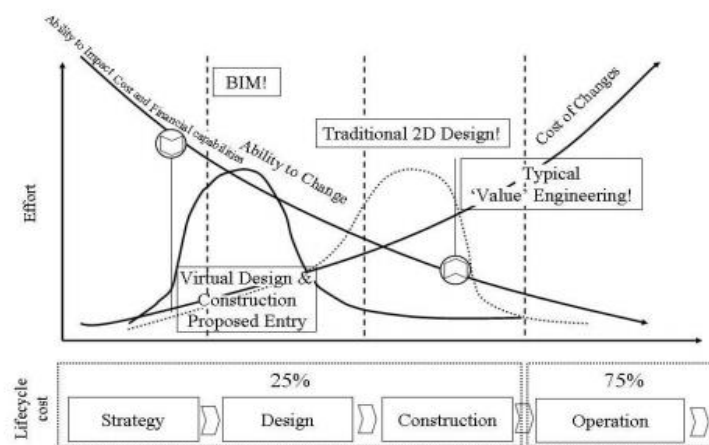 Ability to Impact Cost and Financial capabilities
BIM!
Traditional 2D Design!
Cost of Changes
Ability to Change
Typical
‘Value’ Engineering!
Effort
Virtual Design &
Construction
Proposed Entry
Lifecycle
cost
25%
75%
Strategy
Design
Construction
Operation